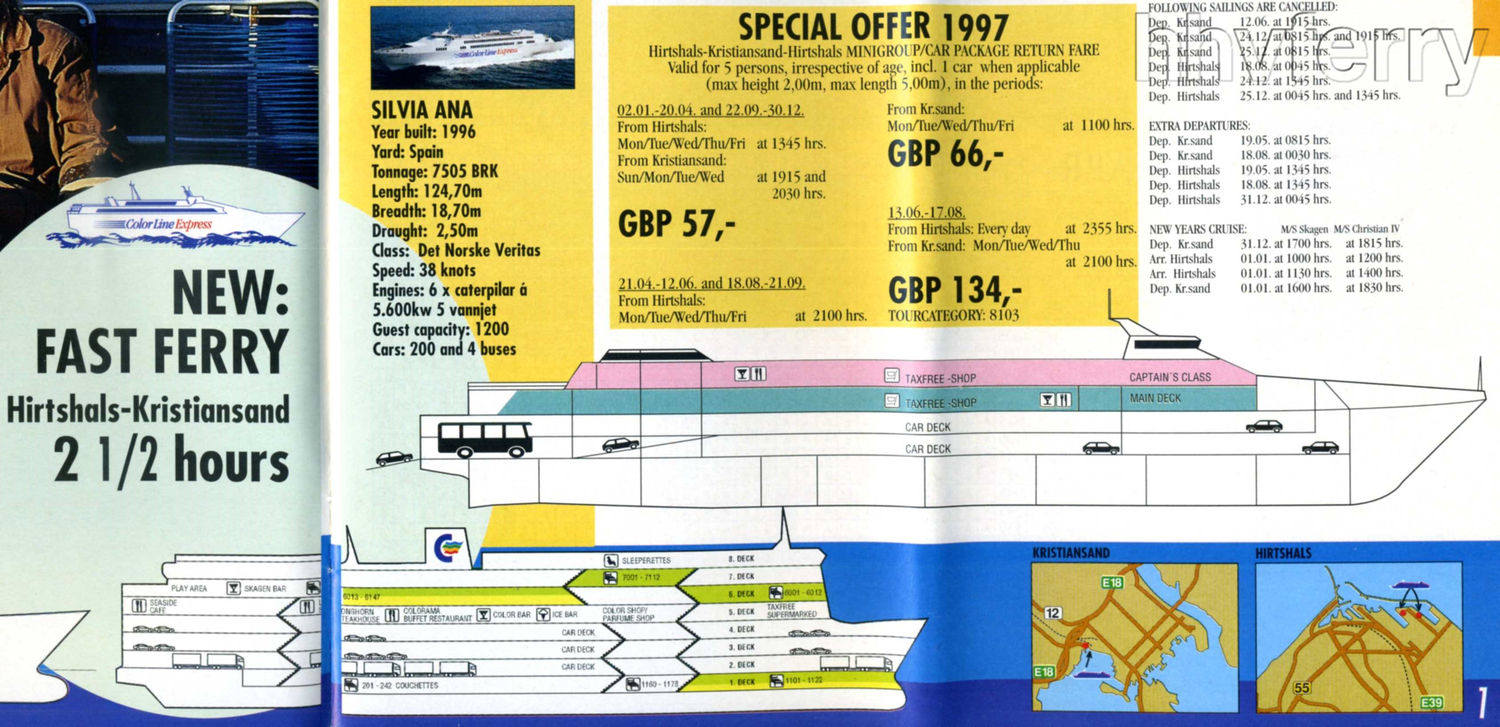 Color Line Express
NEW:
FAST FERRY
Hirtshals-Kristiansand
2 1/2 hours
Color Line Express
SILVIA ANA
Year built: 1996
Yard: Spain
Tonnage: 7505 BRK
Length: 124,70m
Breadth: 18,70m
Draught: 2,50m
Class: Det Norske Veritas
Speed: 38 knots
Engines: 6 x caterpilar á
5.600kw 5 vannjet
Guest capacity: 1200
Cars: 200 and 4 buses
SPECIAL OFFER 1997
Hirtshals-Kristiansand-Hirtshals MINIGROUP/CAR PACKAGE RETURN FARE
Valid for 5 persons, irrespective of age, incl. 1 car when applicable
(max height 2,00m, max length 5,00m), in the periods:
02.01.-20.04. and 22.09.-30.12.
From Hirtshals:
Mon/Tue/Wed/Thu/Fri at 1345 hrs.
From Kristiansand:
Sun/Mon/Tue/Wed at 1915 and
2030 hrs.
GBP 57,-
21.04.-12.06. and 18.08.-21.09.
From Hirtshals:
Mon/Tue/Wed/Thu/Fri at 2100 hrs.
From Kr.sand:
Mon/Tue/Wed/Thu/Fri at 1100 hrs.
GBP 66,-
13.06.-17.08.
From Hirtshals: Every day at 2355 hrs.
From Kr.sand: Mon/Tue/Wed/Thu
at 2100 hrs.
GBP 134,-
TOURCATEGORY: 8103
FOLLOWING SAILINGS ARE CANCELLED:
Dep. Kr.sand 12.06. at 1915 hrs.
Dep. Kr.sand 24.12. at 0815 hrs. and 1915 hrs.
Dep. Kr.sand 25.12. at 0815 hrs.
Dep. Hirtshals 18.08. at 0045 hrs.
Dep. Hirtshals 24.12. at 1345 hrs.
Dep. Hirtshals 25.12. at 0045 hrs. and 1345 hrs.
EXTRA DEPARTURES:
Dep. Kr.sand 19.05. at 0815 hrs.
Dep. Kr.sand 18.08. at 0030 hrs.
Dep. Hirtshals 19.05. at 1345 hrs.
Dep. Hirtshals 18.08. at 1345 hrs.
Dep. Hirtshals 31.12. at 0045 hrs.
NEW YEARS CRUISE: M/S Skagen M/S Christian IV
Dep. Kr.sand 31.12. at 1700 hrs. at 1815 hrs.
Arr. Hirtshals 01.01. at 1000 hrs. at 1200 hrs.
Arr. Hirtshals 01.01. at 1130 hrs. at 1400 hrs.
Dep. Kr.sand 01.01. at 1600 hrs. at 1830 hrs.
TAXFREE -SHOP CAPTAIN´S CLASS
TAXFREE -SHOP MAIN DECK
CAR DECK
CAR DECK
PLAY AREA SKAGEN BAR
SEASIDE
CAFE
C
SLEEPERETTES 8. DECK
7001 - 7112 7. DECK
6013 - 6147 6. DECK 6001 - 6012
ONGHORN
TEAKHOUSE
COLORAMA
BUFFET RESTAURANT
COLOR BAR
ICE BAR
COLOR SHOP/
PARFUME SHOP
5. DECK
TAXFREE
SUPERMARKED
CAR DECK 4. DECK
CAR DECK 3. DECK
CAR DECK 2. DECK
201 - 242 COUCHETTES 1160 - 1178 1. DECK 1101 - 1122
KRISTIANSAND
E18
12
E18
HIRTSHALS
55
E39
1